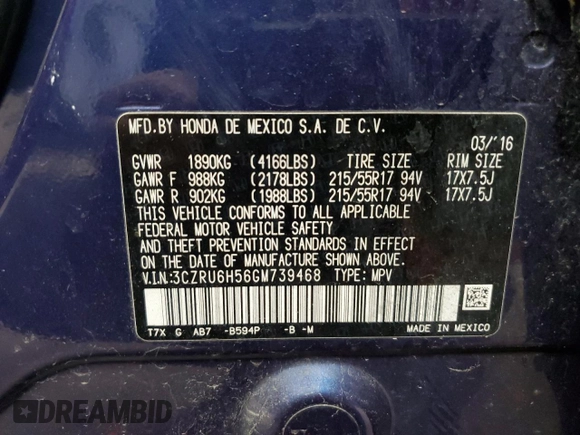 MFD.BY HONDA DE MEXICO S.A. DE C.V.
03/'16
GVWR 1890KG (4166LBS) TIRE SIZE RIM SIZE
GAWR F 988KG (2178LBS) 215/55R17 94V 17X7.5J
GAWR R 902KG (1988LBS) 215/55R17 94V 17X7.5J
THIS VEHICLE CONFORMS TO ALL APPLICABLE
FEDERAL MOTOR VEHICLE SAFETY
AND THEFT PREVENTION STANDARDS IN EFFECT
ON THE DATE OF MANUFACTURE SHOWN ABOVE.
V.I.N.:3CZRU6H56GM739468 TYPE: MPV
T7X G AB7 -B594P -B -M MADE IN MEXICO
DREAMBID